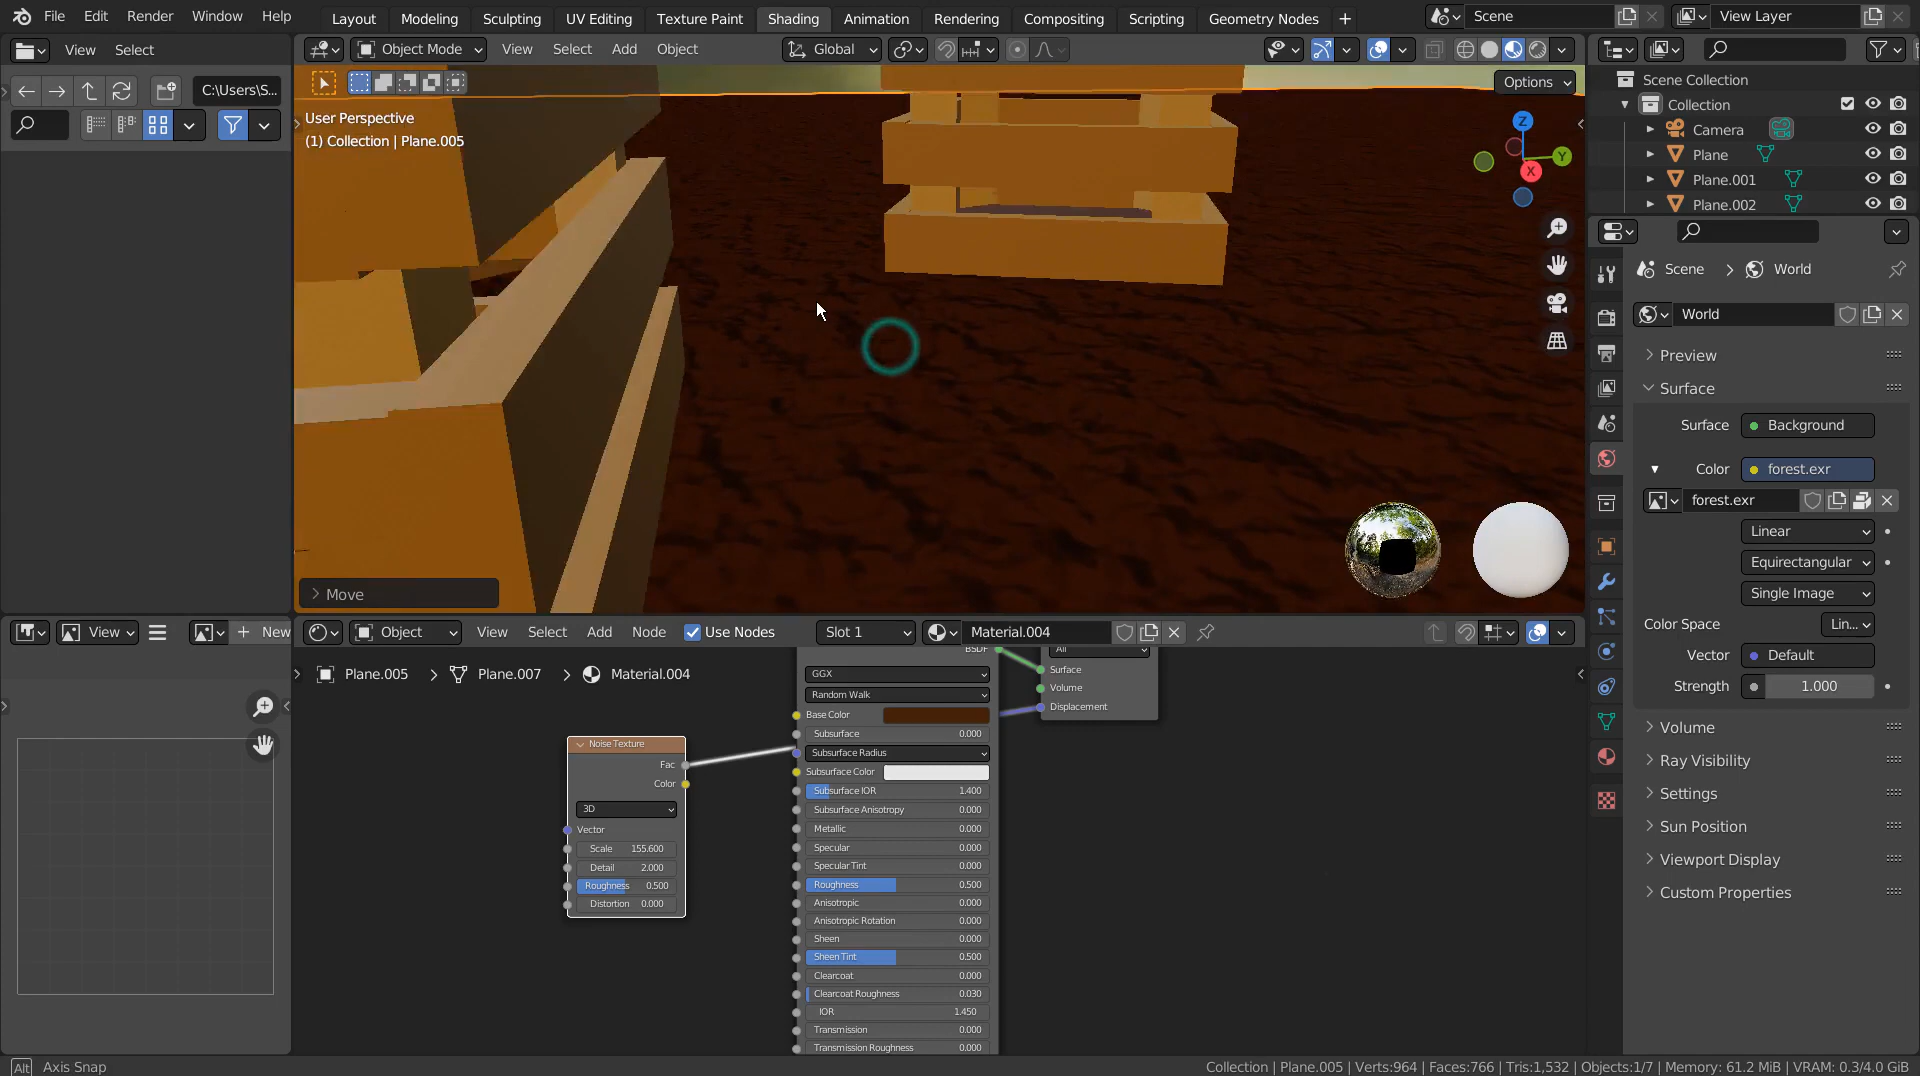 File Edit Render Window Help Layout Modeling Sculpting UV Editing Texture Paint Shading Animation Rendering Compositing Scripting Geometry Nodes + Scene View Layer
View Select Object Mode View Select Add Object Global
C:\Users\S...
Options
User Perspective
(1) Collection | Plane.005
Z
Y
X
Move
Scene Collection
Collection
Camera
Plane
Plane.001
Plane.002
Scene > World
World
Preview
Surface
Surface Background
Color forest.exr
forest.exr
Linear
Equirectangular
Single Image
Color Space Lin...
Vector Default
Strength 1.000
Volume
Ray Visibility
Settings
Sun Position
Viewport Display
Custom Properties
View + New
Object View Select Add Node Use Nodes Slot 1 Material.004
Plane.005 > Plane.007 > Material.004
Noise Texture
Fac
Color
3D
Vector
Scale 155.600
Detail 2.000
Roughness 0.500
Distortion 0.000
BSDF
GGX
Random Walk
Base Color
Subsurface 0.000
Subsurface Radius
Subsurface Color
Subsurface IOR 1.400
Subsurface Anisotropy 0.000
Metallic 0.000
Specular 0.000
Specular Tint 0.000
Roughness 0.500
Anisotropic 0.000
Anisotropic Rotation 0.000
Sheen 0.000
Sheen Tint 0.500
Clearcoat 0.000
Clearcoat Roughness 0.030
IOR 1.450
Transmission 0.000
Transmission Roughness 0.000
All
Surface
Volume
Displacement
Alt Axis Snap
Collection | Plane.005 | Verts:964 | Faces:766 | Tris:1,532 | Objects:1/7 | Memory: 61.2 MiB | VRAM: 0.3/4.0 GiB